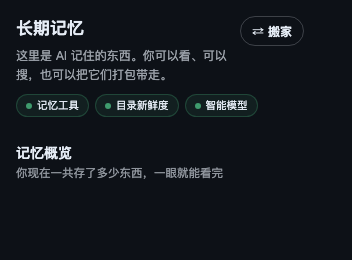 长期记忆
搬家
这里是 AI 记住的东西。你可以看、可以
搜，也可以把它们打包带走。
记忆工具
目录新鲜度
智能模型
记忆概览
你现在一共存了多少东西，一眼就能看完